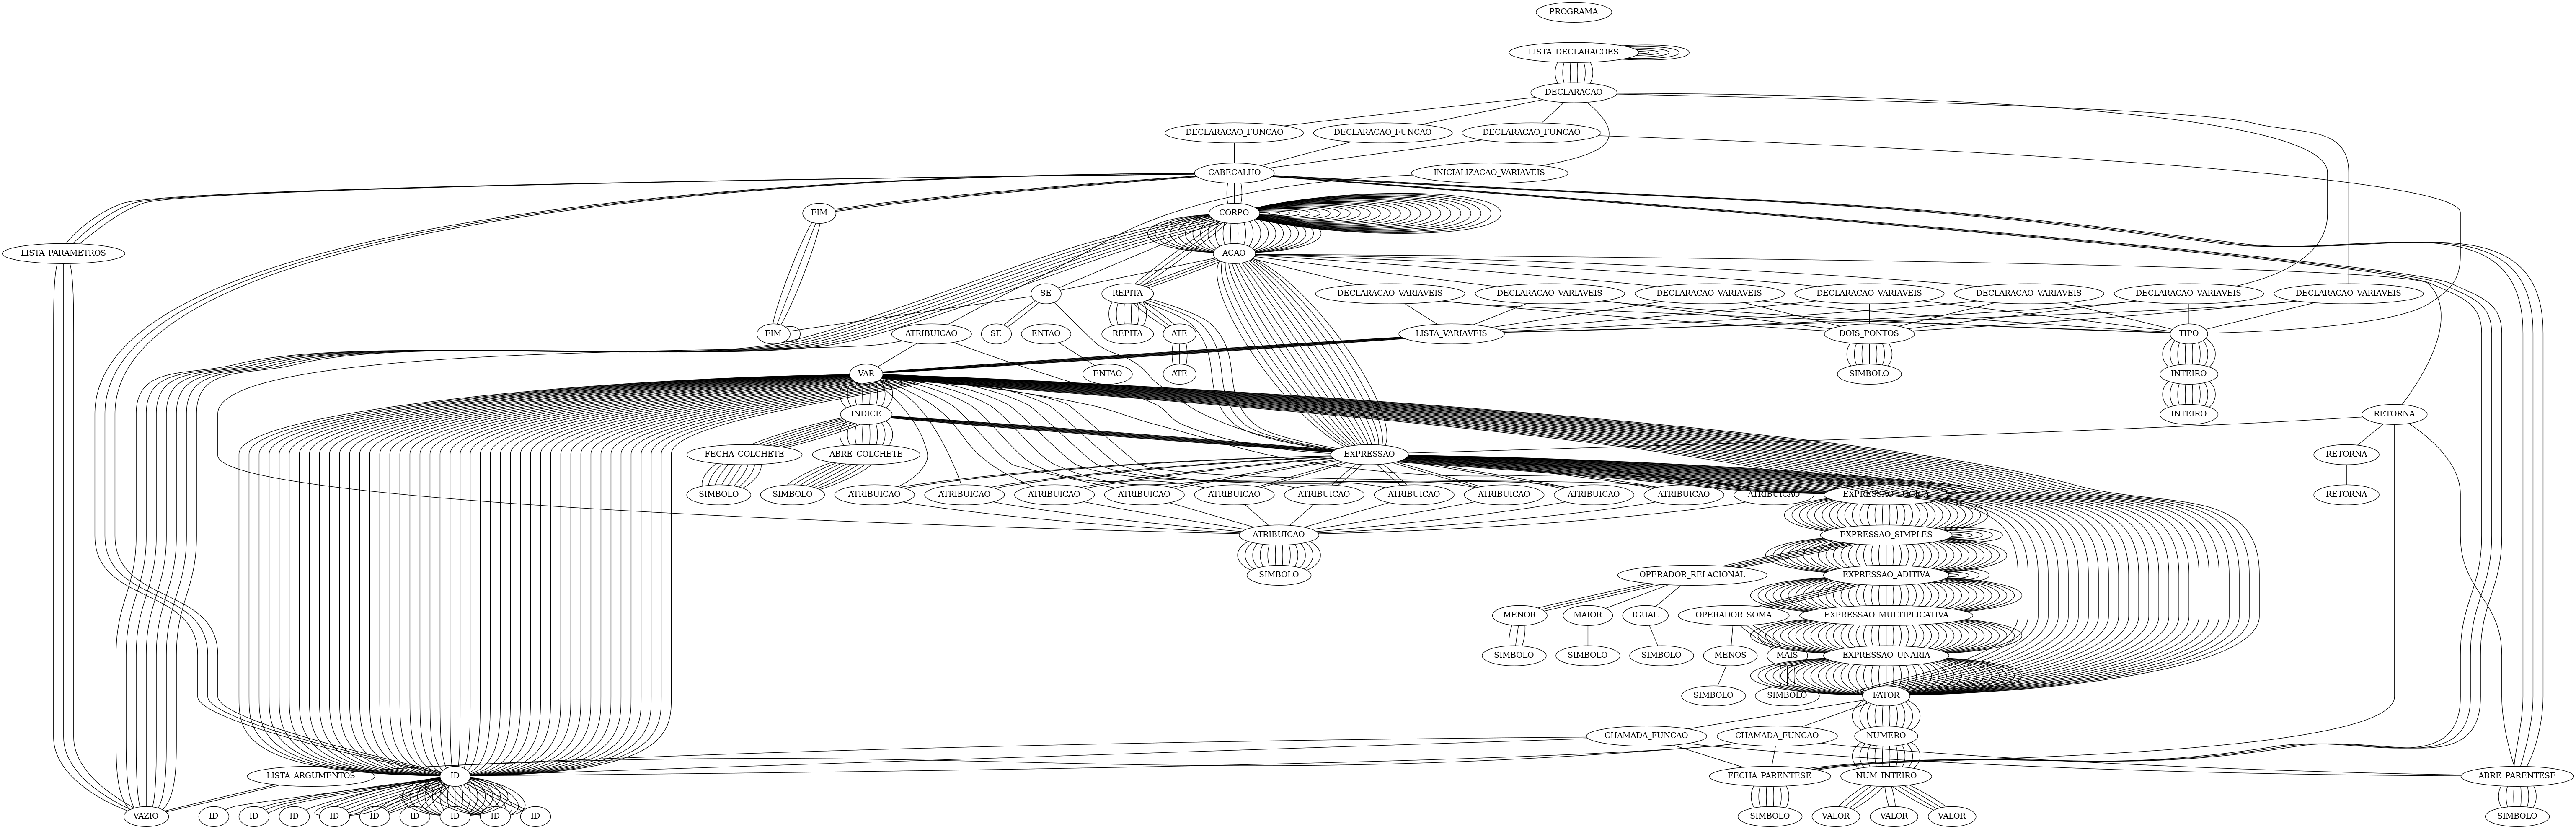 PROGRAMA
LISTA_DECLARACOES
DECLARACAO
DECLARACAO_FUNCAO
DECLARACAO_FUNCAO
DECLARACAO_FUNCAO
CABECALHO
INICIALIZACAO_VARIAVEIS
FIM
CORPO
LISTA_PARAMETROS
ACAO
SE
REPITA
DECLARACAO_VARIAVEIS
DECLARACAO_VARIAVEIS
DECLARACAO_VARIAVEIS
DECLARACAO_VARIAVEIS
DECLARACAO_VARIAVEIS
DECLARACAO_VARIAVEIS
DECLARACAO_VARIAVEIS
FIM
ATRIBUICAO
SE
ENTAO
REPITA
ATE
LISTA_VARIAVEIS
DOIS_PONTOS
TIPO
VAR
ENTAO
ATE
SIMBOLO
INTEIRO
INDICE
INTEIRO
RETORNA
FECHA_COLCHETE
ABRE_COLCHETE
EXPRESSAO
RETORNA
SIMBOLO
SIMBOLO
ATRIBUICAO
ATRIBUICAO
ATRIBUICAO
ATRIBUICAO
ATRIBUICAO
ATRIBUICAO
ATRIBUICAO
ATRIBUICAO
ATRIBUICAO
ATRIBUICAO
ATRIBUICAO
EXPRESSAO_LOGICA
RETORNA
ATRIBUICAO
EXPRESSAO_SIMPLES
SIMBOLO
OPERADOR_RELACIONAL
EXPRESSAO_ADITIVA
MENOR
MAIOR
IGUAL
OPERADOR_SOMA
EXPRESSAO_MULTIPLICATIVA
SIMBOLO
SIMBOLO
SIMBOLO
MENOS
MAIS
EXPRESSAO_UNARIA
SIMBOLO
SIMBOLO
FATOR
CHAMADA_FUNCAO
CHAMADA_FUNCAO
NUMERO
LISTA_ARGUMENTOS
ID
FECHA_PARENTESE
NUM_INTEIRO
ABRE_PARENTESE
VAZIO
ID
ID
ID
ID
ID
ID
ID
ID
ID
SIMBOLO
VALOR
VALOR
VALOR
SIMBOLO